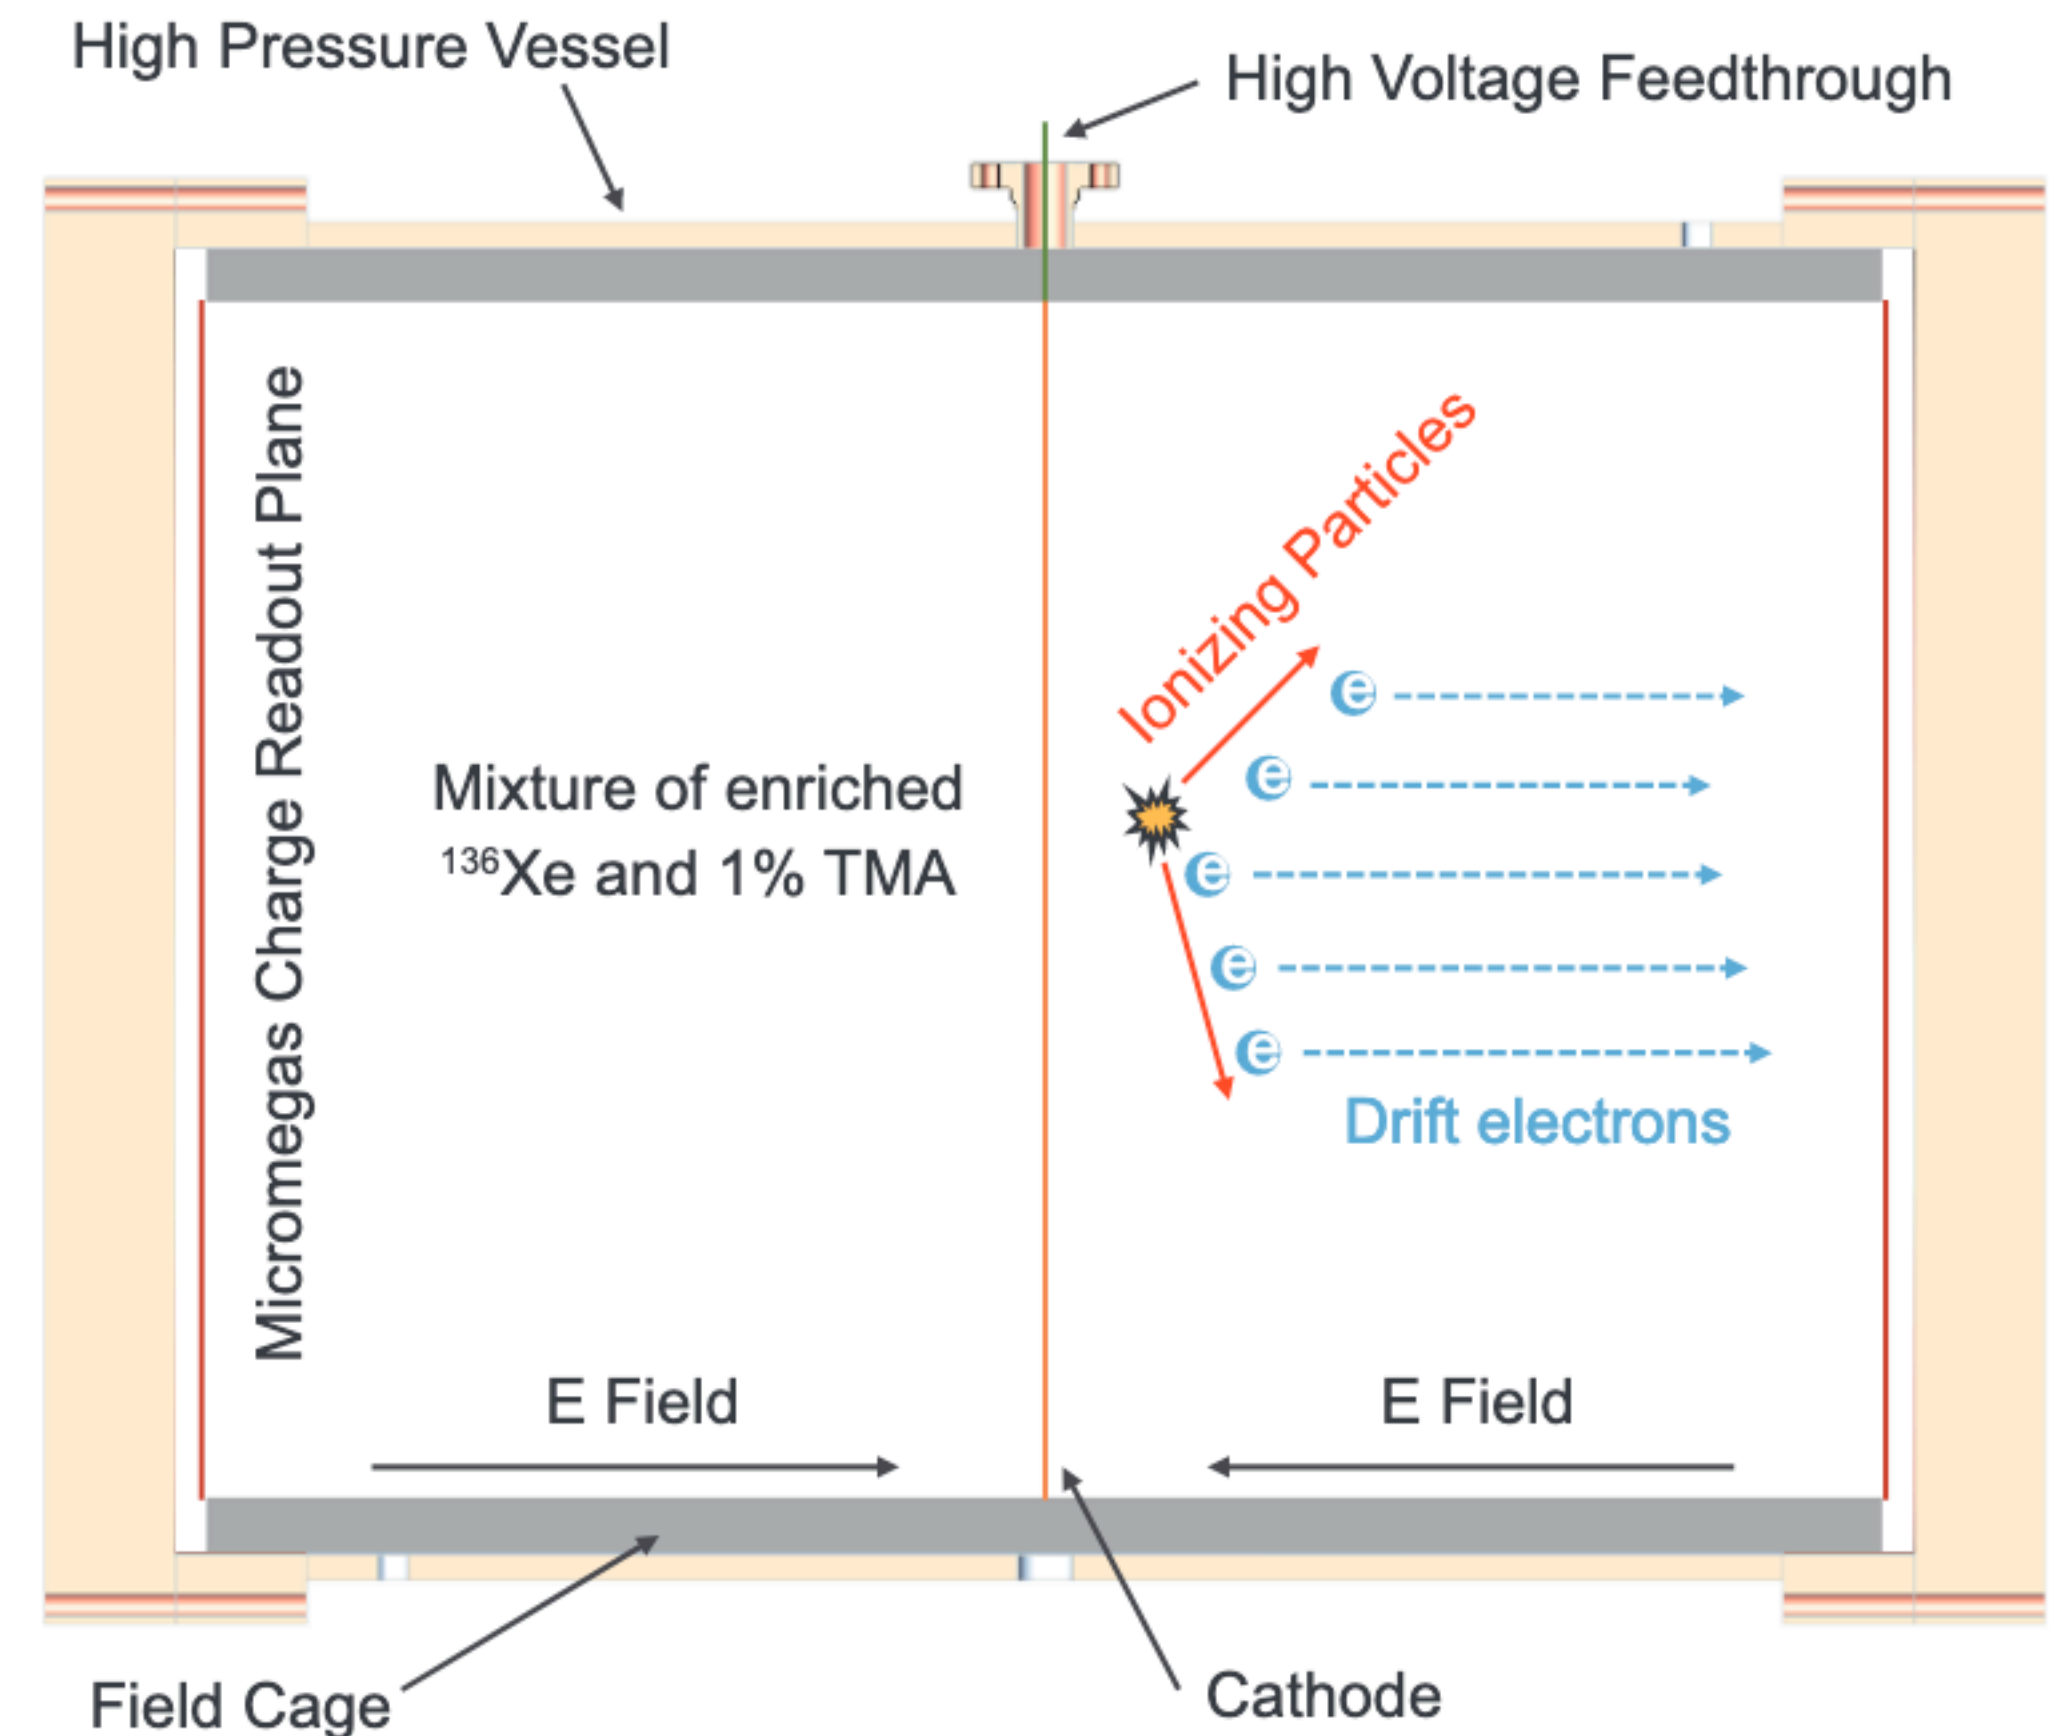 High Pressure Vessel
High Voltage Feedthrough
Micromegas Charge Readout Plane
Ionizing Particles
e
e
Mixture of enriched
¹³⁶Xe and 1% TMA
e
e
e
Drift electrons
E Field
E Field
Field Cage
Cathode